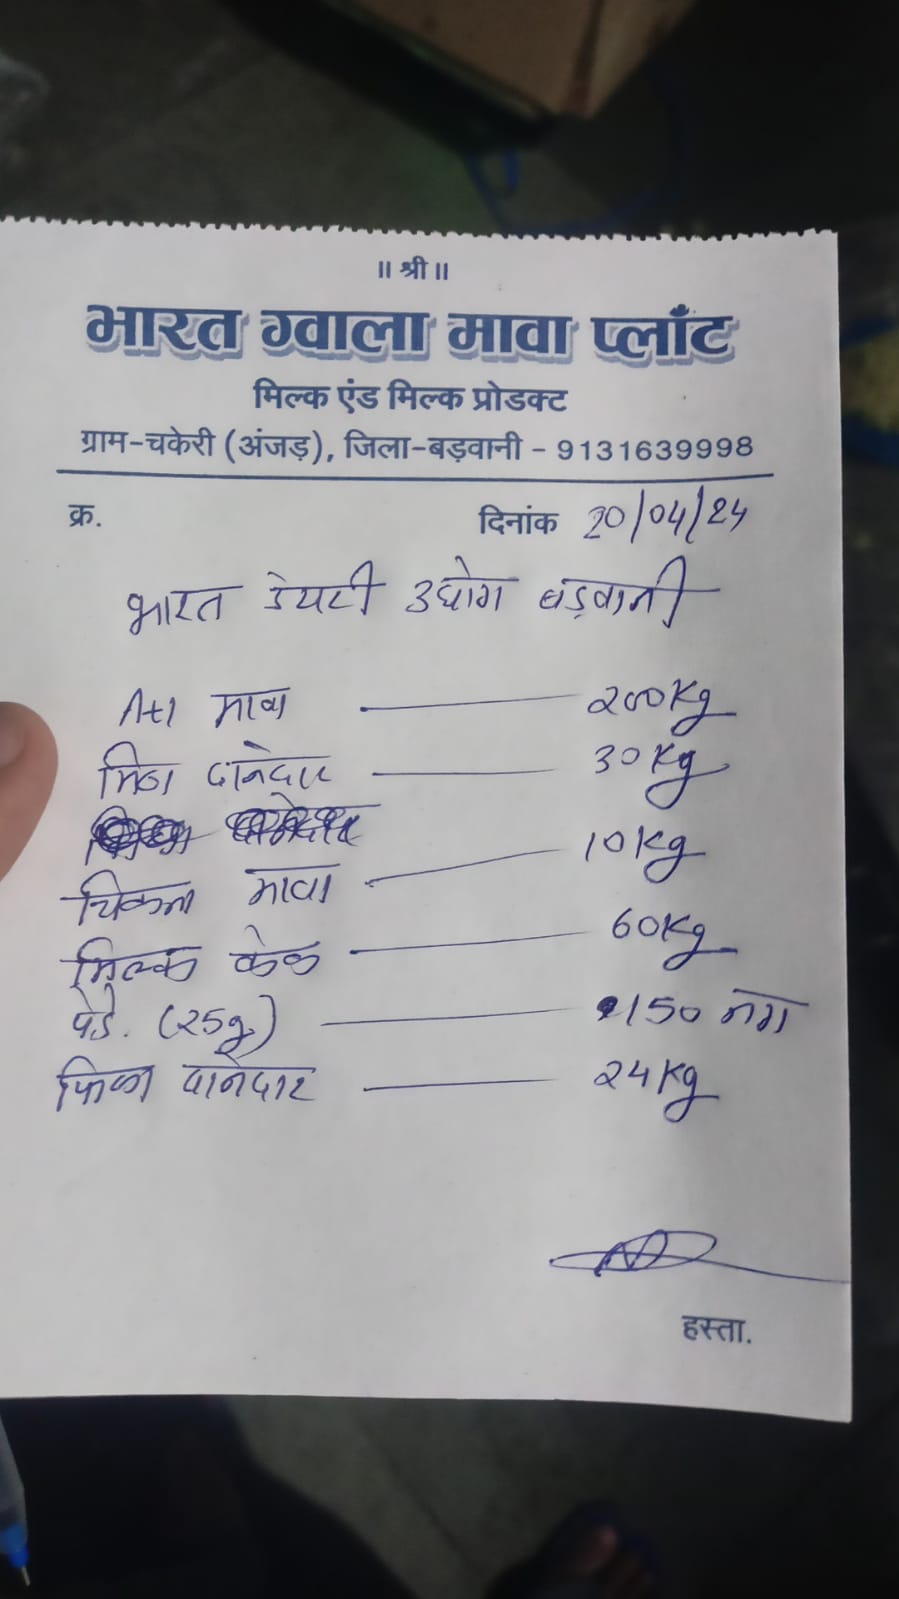 ॥ श्री ॥
भारत ग्वाला मावा प्लाँट
मिल्क एंड मिल्क प्रोडक्ट
ग्राम-चकेरी (अंजड़), जिला-बड़वानी - 9131639998
क्र. दिनांक 20/04/24
भारत डेयरी उद्योग बड़वानी
A+1 मावा — 200Kg
मिठा दानेदार — 30Kg
चिकना मावा — 10Kg
मिल्क केक — 60Kg
पेडे. (25g) — 150 नग
फिका दानेदार — 24Kg
हस्ता.